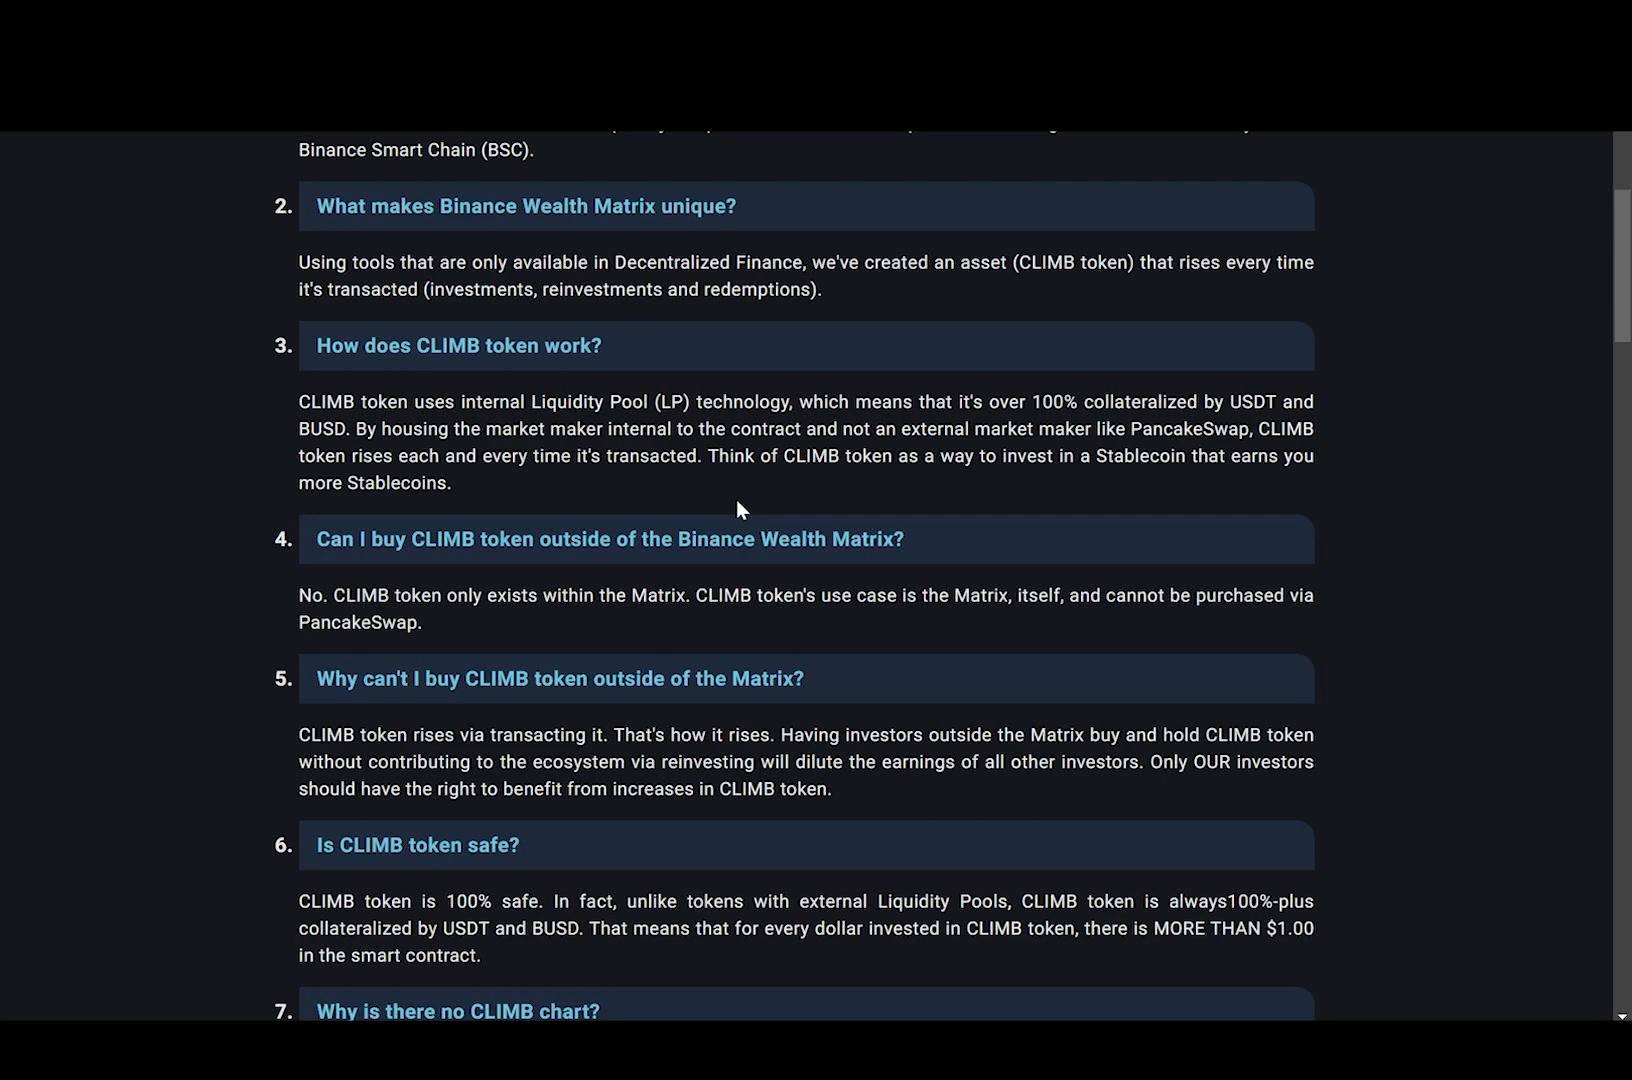 Binance Smart Chain (BSC).
2. What makes Binance Wealth Matrix unique?
Using tools that are only available in Decentralized Finance, we've created an asset (CLIMB token) that rises every time
it's transacted (investments, reinvestments and redemptions).
3. How does CLIMB token work?
CLIMB token uses internal Liquidity Pool (LP) technology, which means that it's over 100% collateralized by USDT and
BUSD. By housing the market maker internal to the contract and not an external market maker like PancakeSwap, CLIMB
token rises each and every time it's transacted. Think of CLIMB token as a way to invest in a Stablecoin that earns you
more Stablecoins.
4. Can I buy CLIMB token outside of the Binance Wealth Matrix?
No. CLIMB token only exists within the Matrix. CLIMB token's use case is the Matrix, itself, and cannot be purchased via
PancakeSwap.
5. Why can't I buy CLIMB token outside of the Matrix?
CLIMB token rises via transacting it. That's how it rises. Having investors outside the Matrix buy and hold CLIMB token
without contributing to the ecosystem via reinvesting will dilute the earnings of all other investors. Only OUR investors
should have the right to benefit from increases in CLIMB token.
6. Is CLIMB token safe?
CLIMB token is 100% safe. In fact, unlike tokens with external Liquidity Pools, CLIMB token is always100%-plus
collateralized by USDT and BUSD. That means that for every dollar invested in CLIMB token, there is MORE THAN $1.00
in the smart contract.
7. Why is there no CLIMB chart?